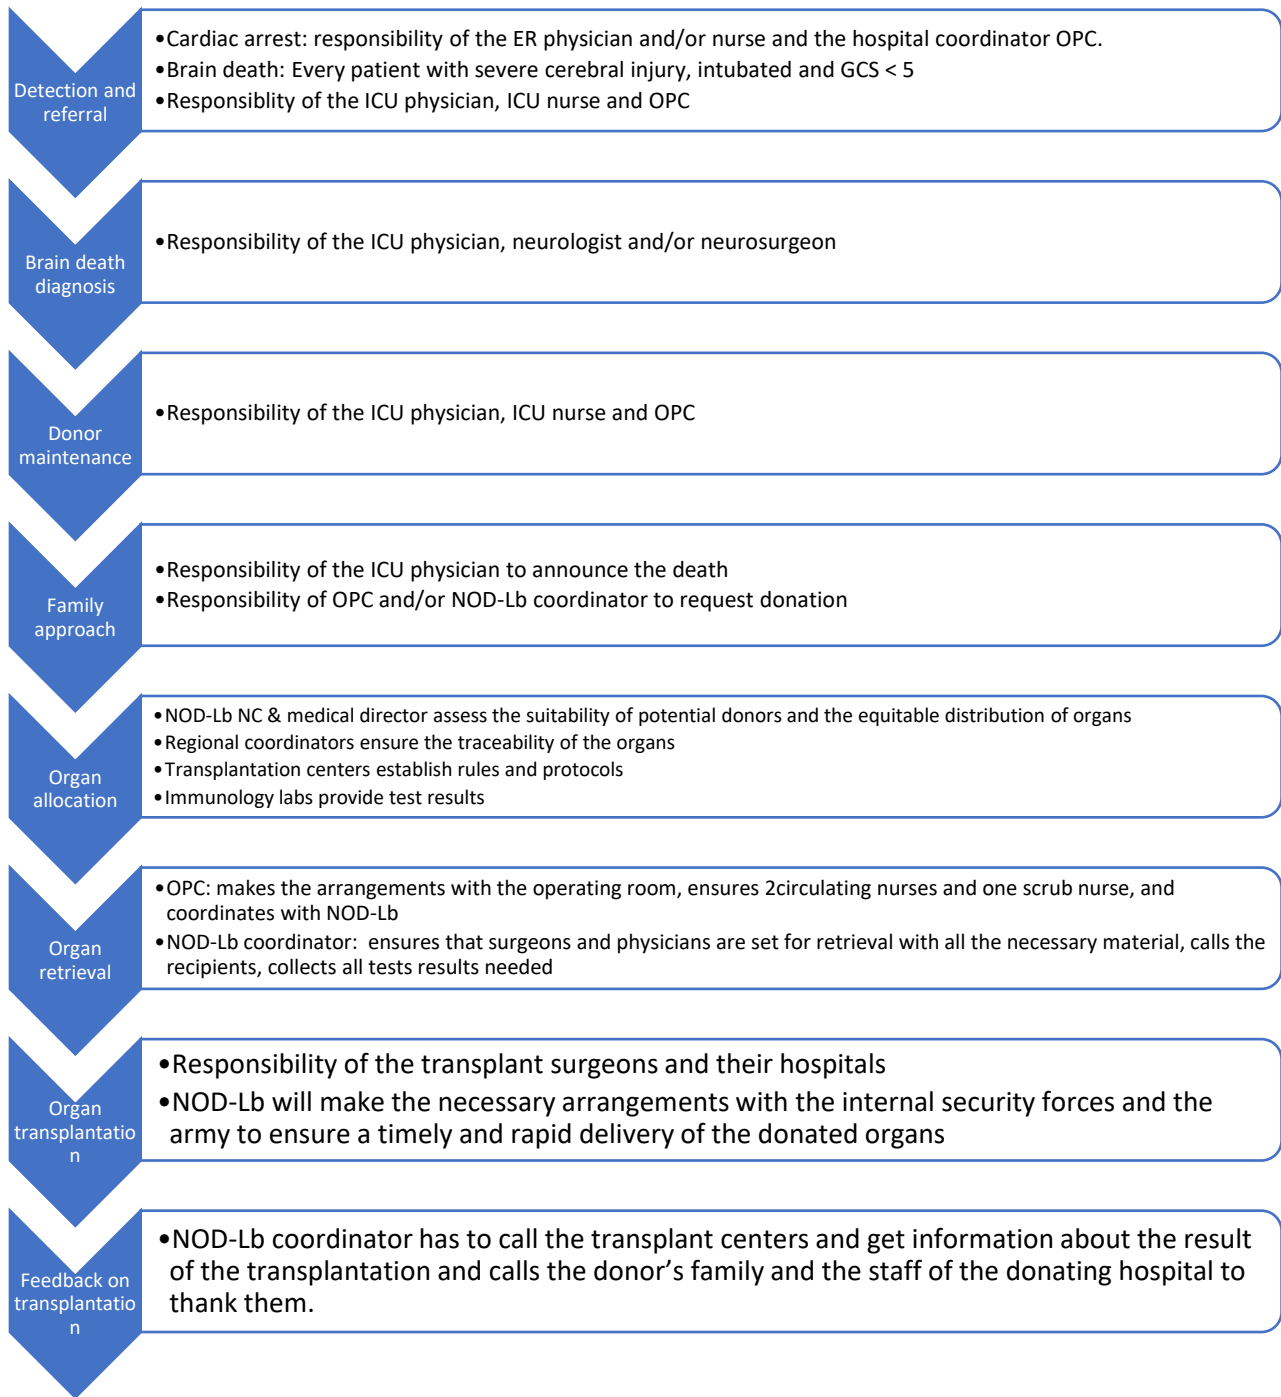 Detection and
referral
•Cardiac arrest: responsibility of the ER physician and/or nurse and the hospital coordinator OPC.
•Brain death: Every patient with severe cerebral injury, intubated and GCS < 5
•Responsiblity of the ICU physician, ICU nurse and OPC
Brain death
diagnosis
•Responsibility of the ICU physician, neurologist and/or neurosurgeon
Donor
maintenance
•Responsibility of the ICU physician, ICU nurse and OPC
Family
approach
•Responsibility of the ICU physician to announce the death
•Responsibility of OPC and/or NOD-Lb coordinator to request donation
Organ
allocation
•NOD-Lb NC & medical director assess the suitability of potential donors and the equitable distribution of organs
•Regional coordinators ensure the traceability of the organs
•Transplantation centers establish rules and protocols
•Immunology labs provide test results
Organ
retrieval
•OPC: makes the arrangements with the operating room, ensures 2circulating nurses and one scrub nurse, and
coordinates with NOD-Lb
•NOD-Lb coordinator:  ensures that surgeons and physicians are set for retrieval with all the necessary material, calls the
recipients, collects all tests results needed
Organ
transplantatio
n
•Responsibility of the transplant surgeons and their hospitals
•NOD-Lb will make the necessary arrangements with the internal security forces and the
army to ensure a timely and rapid delivery of the donated organs
Feedback on
transplantatio
n
•NOD-Lb coordinator has to call the transplant centers and get information about the result
of the transplantation and calls the donor’s family and the staff of the donating hospital to
thank them.